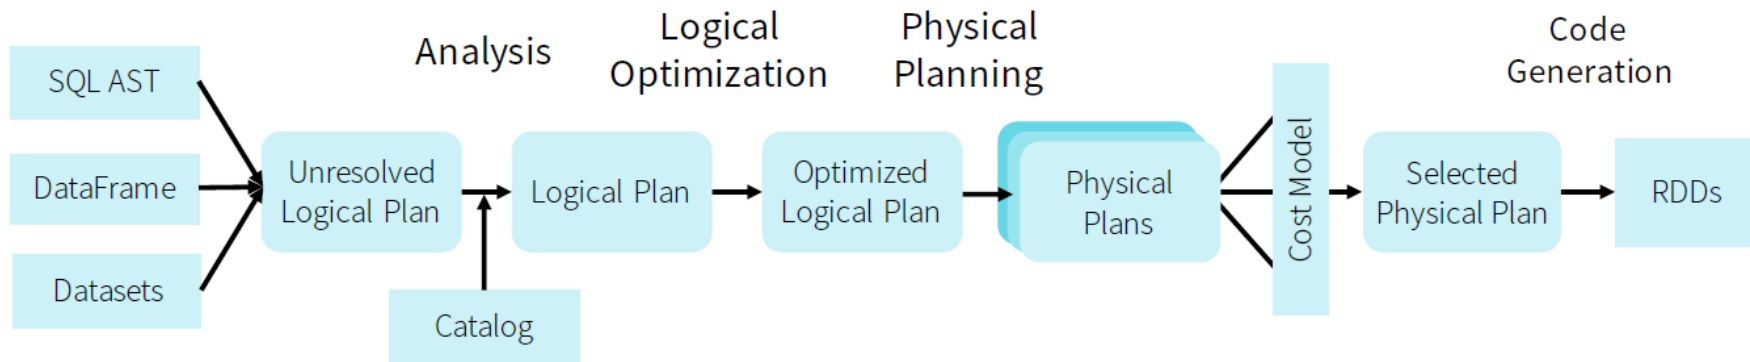 Analysis
Logical
Optimization
Physical
Planning
Code
Generation
SQL AST
DataFrame
Datasets
Unresolved
Logical Plan
Catalog
Logical Plan
Optimized
Logical Plan
Physical
Plans
Cost Model
Selected
Physical Plan
RDDs